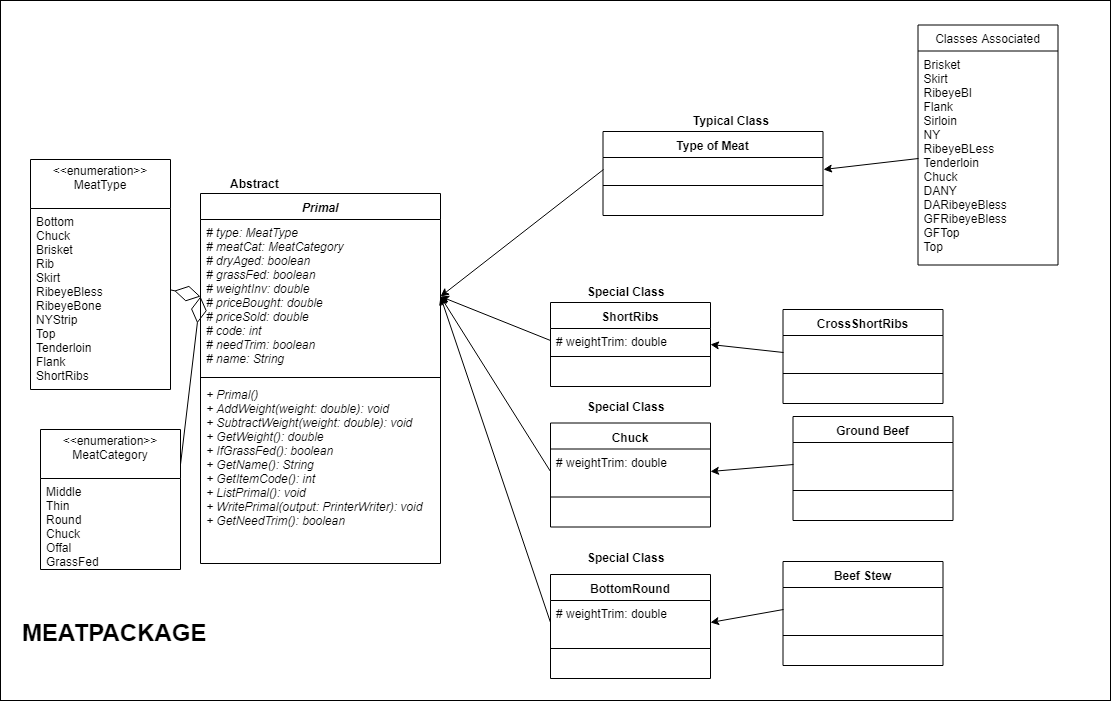 Classes Associated
Brisket
Skirt
RibeyeBl
Flank
Sirloin
NY
RibeyeBLess
Tenderloin
Chuck
DANY
DARibeyeBless
GFRibeyeBless
GFTop
Top
Typical Class
Type of Meat
<<enumeration>>
MeatType
Bottom
Chuck
Brisket
Rib
Skirt
RibeyeBless
RibeyeBone
NYStrip
Top
Tenderloin
Flank
ShortRibs
Abstract
Primal
# type: MeatType
# meatCat: MeatCategory
# dryAged: boolean
# grassFed: boolean
# weightInv: double
# priceBought: double
# priceSold: double
# code: int
# needTrim: boolean
# name: String
+ Primal()
+ AddWeight(weight: double): void
+ SubtractWeight(weight: double): void
+ GetWeight(): double
+ IfGrassFed(): boolean
+ GetName(): String
+ GetItemCode(): int
+ ListPrimal(): void
+ WritePrimal(output: PrinterWriter): void
+ GetNeedTrim(): boolean
<<enumeration>>
MeatCategory
Middle
Thin
Round
Chuck
Offal
GrassFed
Special Class
ShortRibs
# weightTrim: double
CrossShortRibs
Special Class
Chuck
# weightTrim: double
Ground Beef
Special Class
BottomRound
# weightTrim: double
Beef Stew
MEATPACKAGE